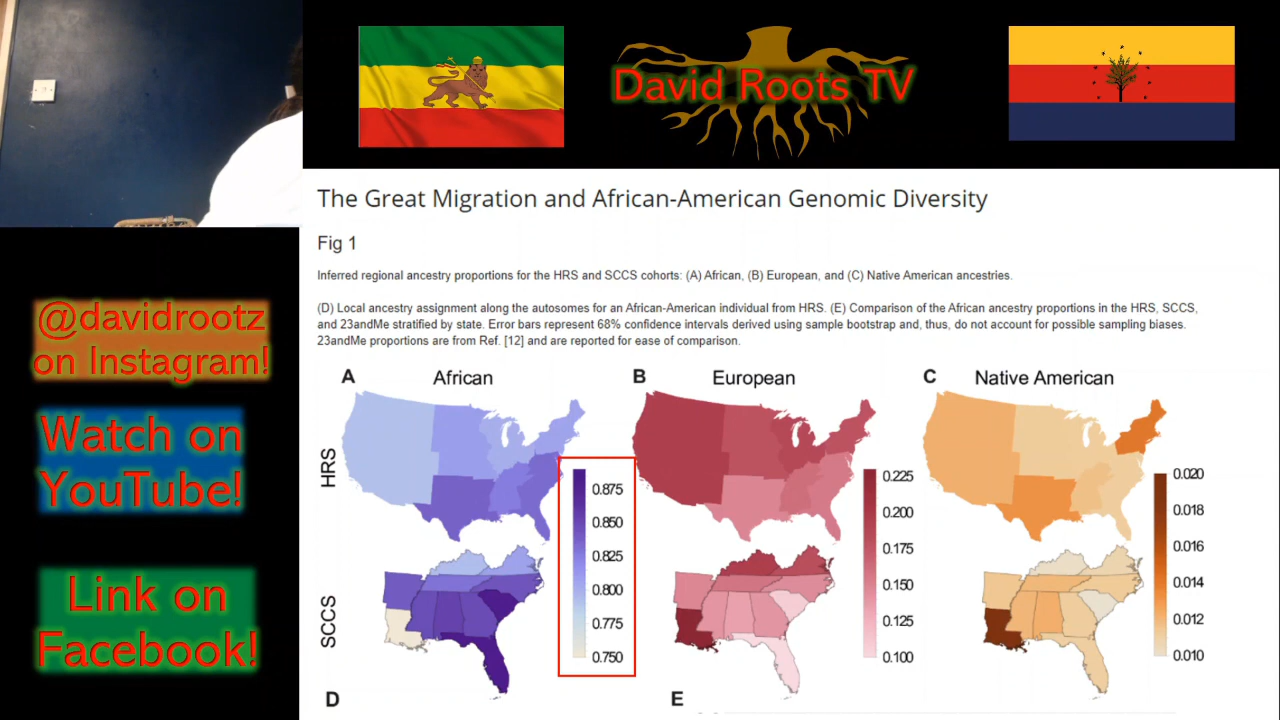 David Roots TV
@davidrootz
on Instagram!
Watch on
YouTube!
Link on
Facebook!
The Great Migration and African-American Genomic Diversity
Fig 1
Inferred regional ancestry proportions for the HRS and SCCS cohorts: (A) African, (B) European, and (C) Native American ancestries.
(D) Local ancestry assignment along the autosomes for an African-American individual from HRS. (E) Comparison of the African ancestry proportions in the HRS, SCCS,
and 23andMe stratified by state. Error bars represent 68% confidence intervals derived using sample bootstrap and, thus, do not account for possible sampling biases.
23andMe proportions are from Ref. [12] and are reported for ease of comparison.
A African
B European
C Native American
HRS
SCCS
0.875
0.850
0.825
0.800
0.775
0.750
0.225
0.200
0.175
0.150
0.125
0.100
0.020
0.018
0.016
0.014
0.012
0.010
D
E